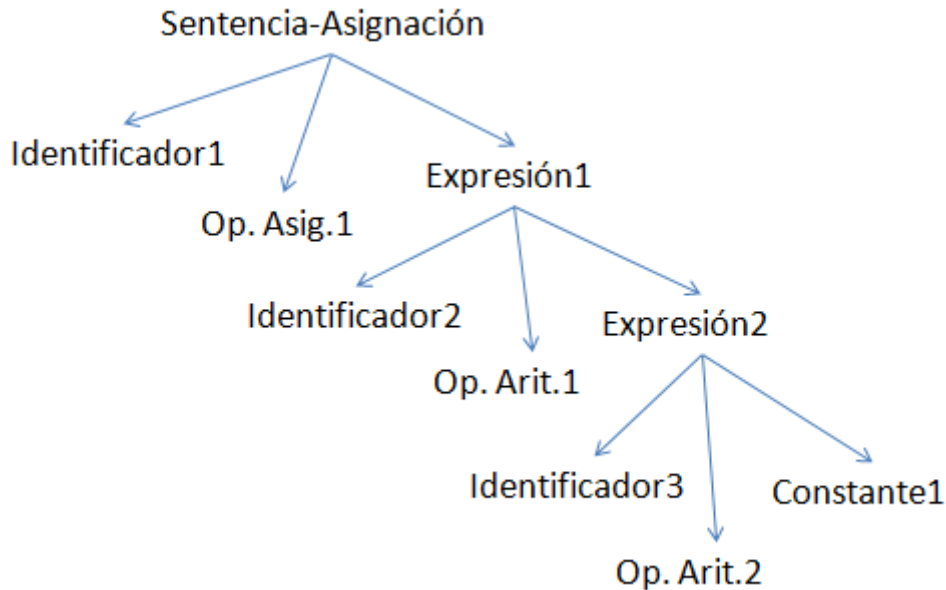 Sentencia-Asignación
Identificador1
Op. Asig.1
Expresión1
Identificador2
Op. Arit.1
Expresión2
Identificador3
Op. Arit.2
Constante1